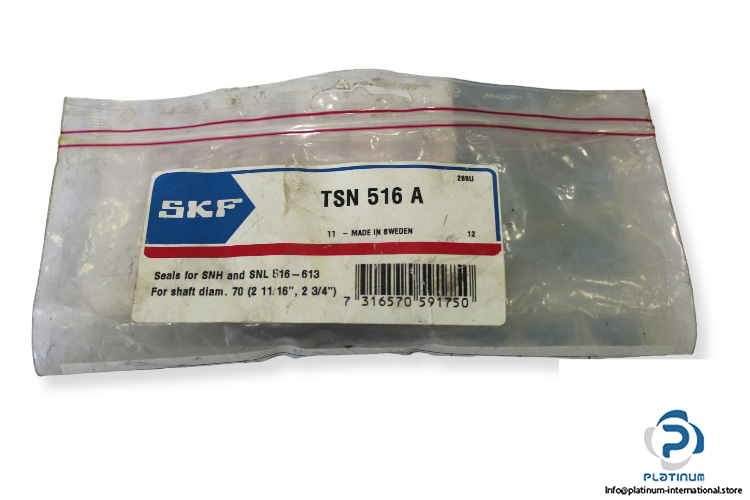 SKF
TSN 516 A
288U
11 - MADE IN SWEDEN 12
Seals for SNH and SNL 516-613
For shaft diam. 70 (2 11/16", 2 3/4")
7 316570 591750
PLATINUM
Info@platinum-international.store